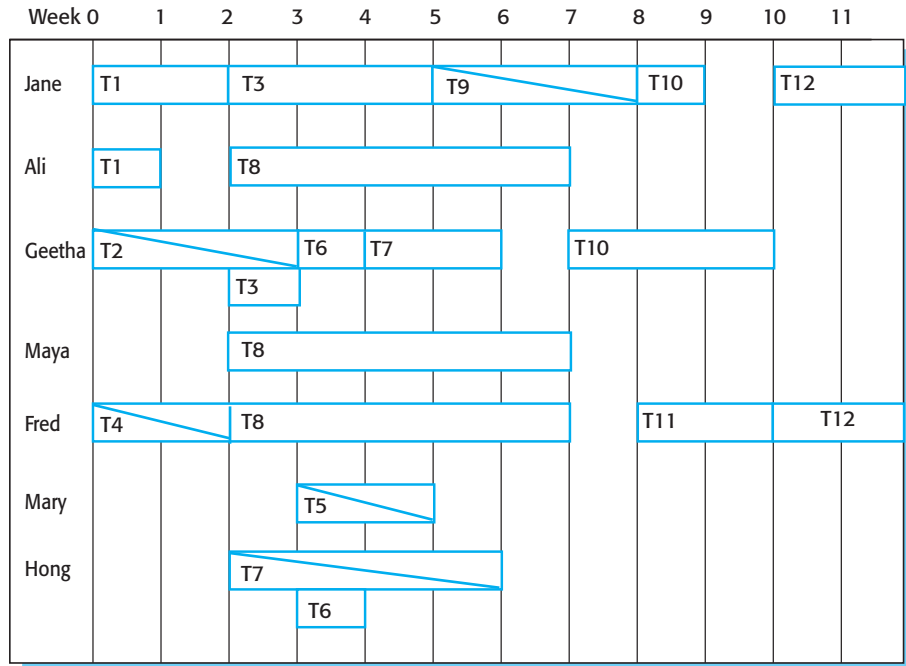 Week 0 1 2 3 4 5 6 7 8 9 10 11
Jane T1 T3 T9 T10 T12
Ali T1 T8
Geetha T2 T6 T7 T10
T3
Maya T8
Fred T4 T8 T11 T12
Mary T5
Hong T7
T6